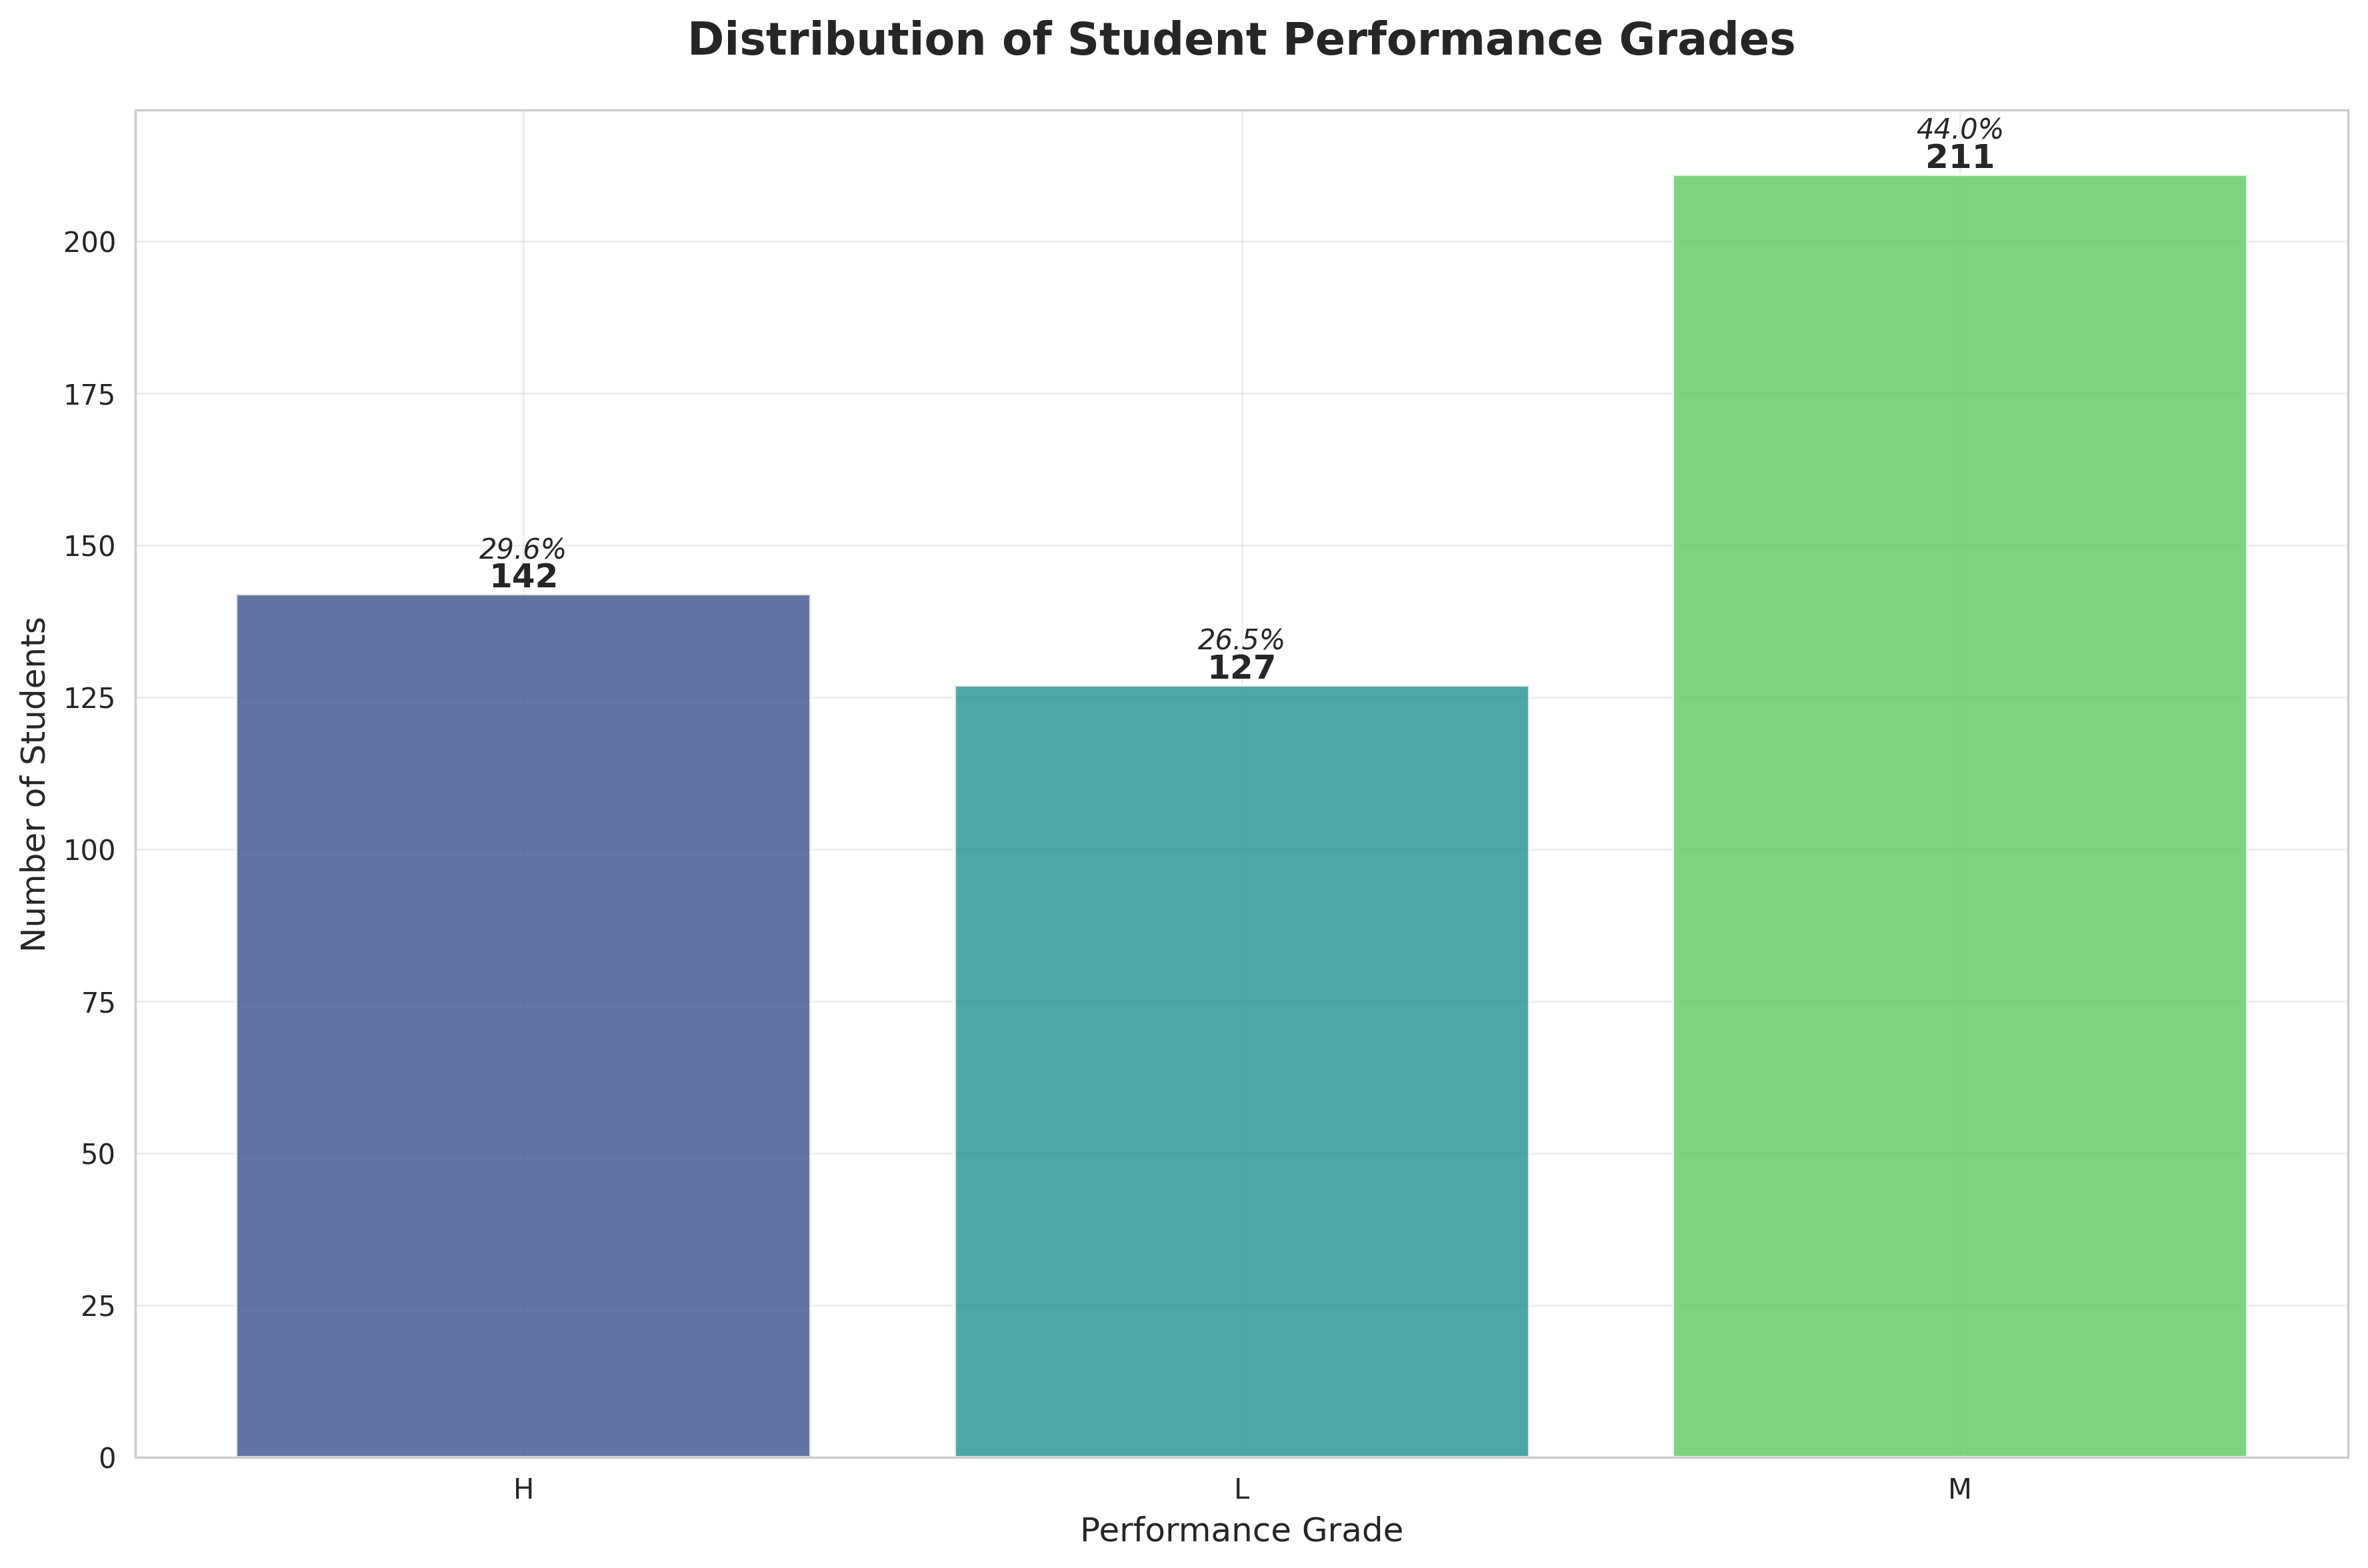 Distribution of Student Performance Grades
44.0%
211
200
175
150
29.6%
142
26.5%
127
125
100
75
50
25
0
Number of Students
H
L
M
Performance Grade